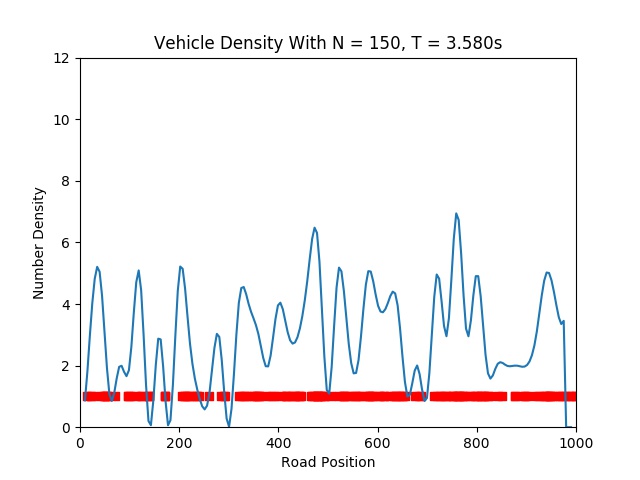 Vehicle Density With N = 150, T = 3.580s
12
10
8
6
4
2
0
Number Density
0 200 400 600 800 1000
Road Position